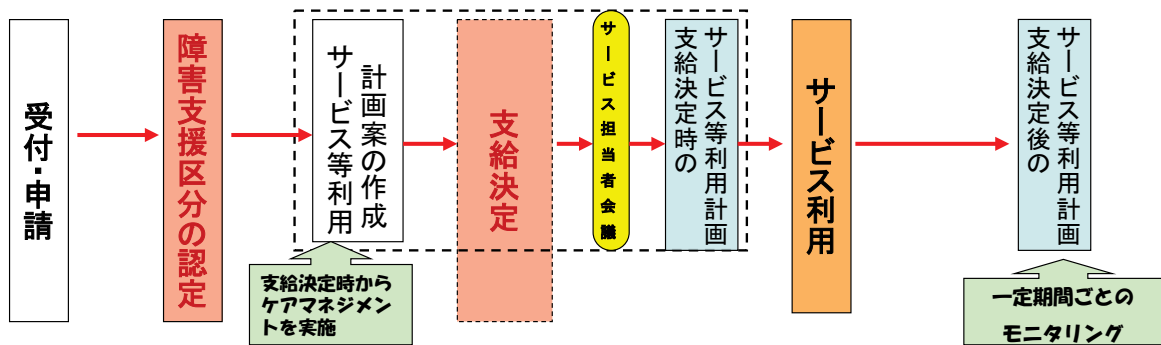 受付・申請
障害支援区分の認定
サービス等利用
計画案の作成
支給決定
サービス担当者会議
支給決定時の
サービス等利用計画
サービス利用
支給決定後の
サービス等利用計画
支給決定時から
ケアマネジメン
トを実施
一定期間ごとの
モニタリング